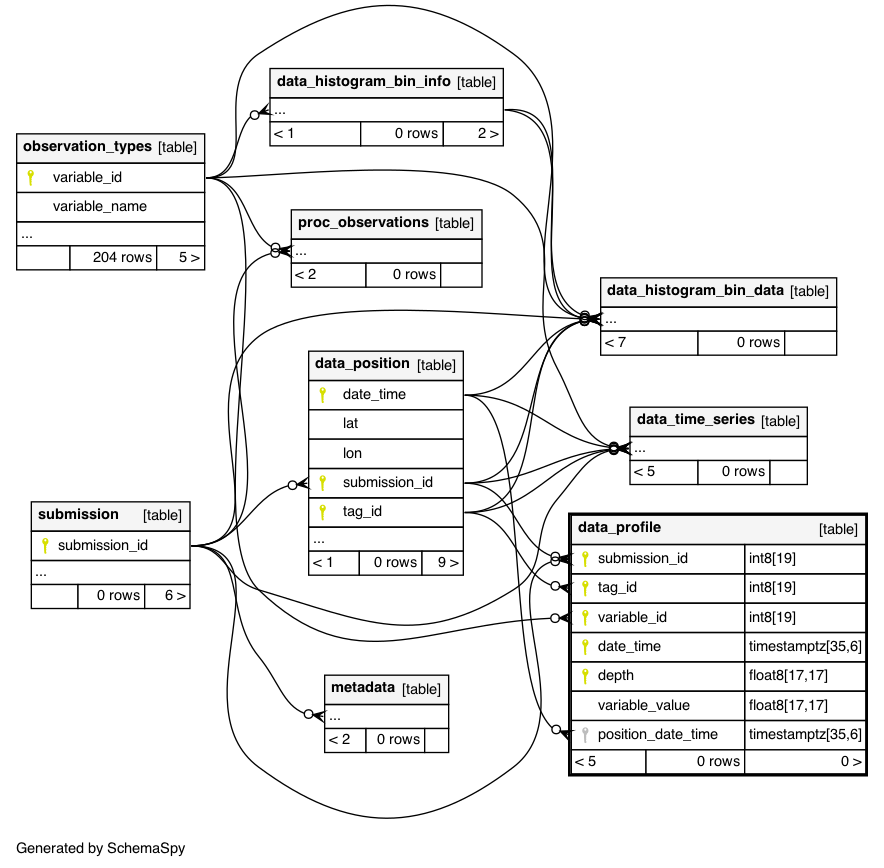 data_histogram_bin_info [table]
...
< 1 0 rows 2 >
observation_types [table]
variable_id
variable_name
...
204 rows 5 >
proc_observations [table]
...
< 2 0 rows
data_histogram_bin_data [table]
...
< 7 0 rows
data_position [table]
date_time
lat
lon
submission_id
tag_id
...
< 1 0 rows 9 >
data_time_series [table]
...
< 5 0 rows
submission [table]
submission_id
...
0 rows 6 >
data_profile [table]
submission_id int8[19]
tag_id int8[19]
variable_id int8[19]
date_time timestamptz[35,6]
depth float8[17,17]
variable_value float8[17,17]
position_date_time timestamptz[35,6]
< 5 0 rows 0 >
metadata [table]
...
< 2 0 rows
Generated by SchemaSpy